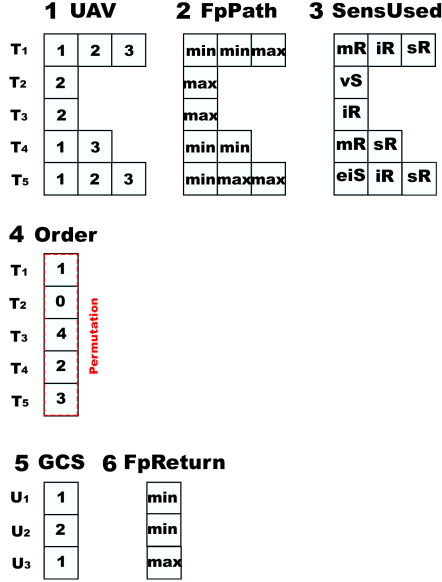 1 UAV 2 FpPath 3 SensUsed
T1 1 2 3 min min max mR iR sR
T2 2 max vS
T3 2 max iR
T4 1 3 min min mR sR
T5 1 2 3 min max max eiS iR sR
4 Order
T1 1
T2 0
T3 4
T4 2
T5 3
Permutation
5 GCS 6 FpReturn
U1 1 min
U2 2 min
U3 1 max